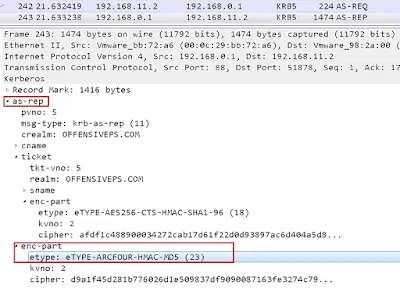 242 21.632419 192.168.11.2 192.168.0.1 KRB5 224 AS-REQ
243 21.633238 192.168.0.1 192.168.11.2 KRB5 1474 AS-REP
Frame 243: 1474 bytes on wire (11792 bits), 1474 bytes captured (11792 bits)
Ethernet II, Src: Vmware_bb:72:a6 (00:0c:29:bb:72:a6), Dst: Vmware_98:2a:00 (
Internet Protocol Version 4, Src: 192.168.0.1, Dst: 192.168.11.2
Transmission Control Protocol, Src Port: 88, Dst Port: 51878, Seq: 1, Ack: 17
Kerberos
Record Mark: 1416 bytes
as-rep
pvno: 5
msg-type: krb-as-rep (11)
crealm: OFFENSIVEPS.COM
cname
ticket
tkt-vno: 5
realm: OFFENSIVEPS.COM
sname
enc-part
etype: eTYPE-AES256-CTS-HMAC-SHA1-96 (18)
kvno: 2
cipher: afdf1c488900034272cab17d61f22d0d93897ac6d404a5d8...
enc-part
etype: eTYPE-ARCFOUR-HMAC-MD5 (23)
kvno: 2
cipher: d9a1f45d281b776026d1e509837df9090087163fe3274c79...